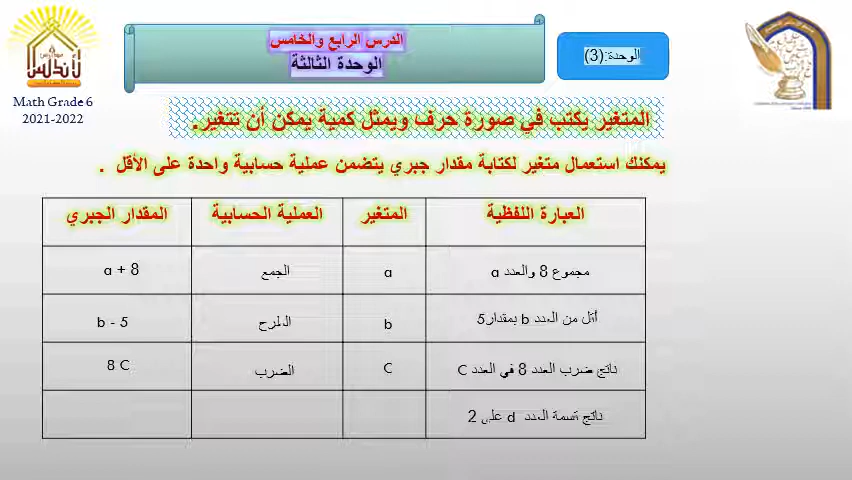 الدرس الرابع والخامس
الوحدة الثالثة
الوحدة:(3)
الأندلس
Math Grade 6
2021-2022
المتغير يكتب في صورة حرف ويمثل كمية يمكن أن تتغير.
يمكنك استعمال متغير لكتابة مقدار جبري يتضمن عملية حسابية واحدة على الأقل .
العبارة اللفظية المتغير العملية الحسابية المقدار الجبري
مجموع 8 والعدد a a الجمع a + 8
أقل من العدد b بمقدار5 b الطرح b - 5
ناتج ضرب العدد 8 في العدد C C الضرب 8 C
ناتج قسمة العدد d على 2